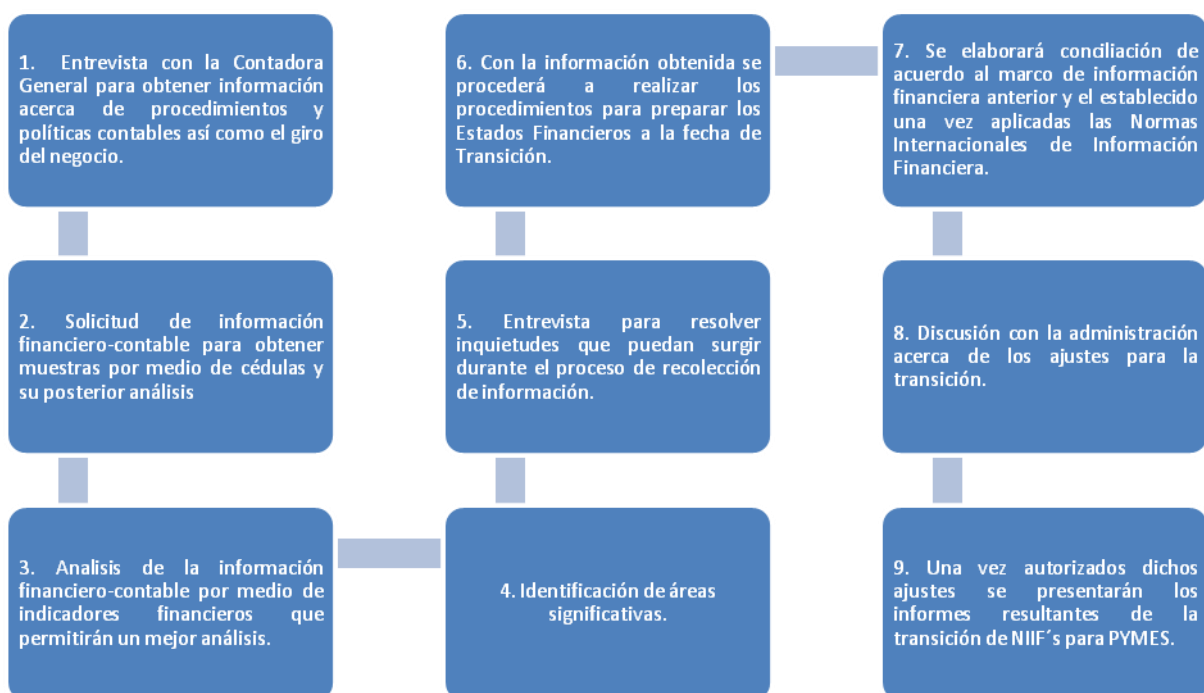 1. Entrevista con la Contadora
General para obtener información
acerca de procedimientos y
políticas contables así como el giro
del negocio.
2. Solicitud de información
financiero-contable para obtener
muestras por medio de cédulas y
su posterior análisis
3. Analisis de la información
financiero-contable por medio de
indicadores financieros que
permitirán un mejor análisis.
4. Identificación de áreas
significativas.
5. Entrevista para resolver
inquietudes que puedan surgir
durante el proceso de recolección
de información.
6. Con la información obtenida se
procederá a realizar los
procedimientos para preparar los
Estados Financieros a la fecha de
Transición.
7. Se elaborará conciliación de
acuerdo al marco de información
financiera anterior y el establecido
una vez aplicadas las Normas
Internacionales de Información
Financiera.
8. Discusión con la administración
acerca de los ajustes para la
transición.
9. Una vez autorizados dichos
ajustes se presentarán los
informes resultantes de la
transición de NIIF´s para PYMES.